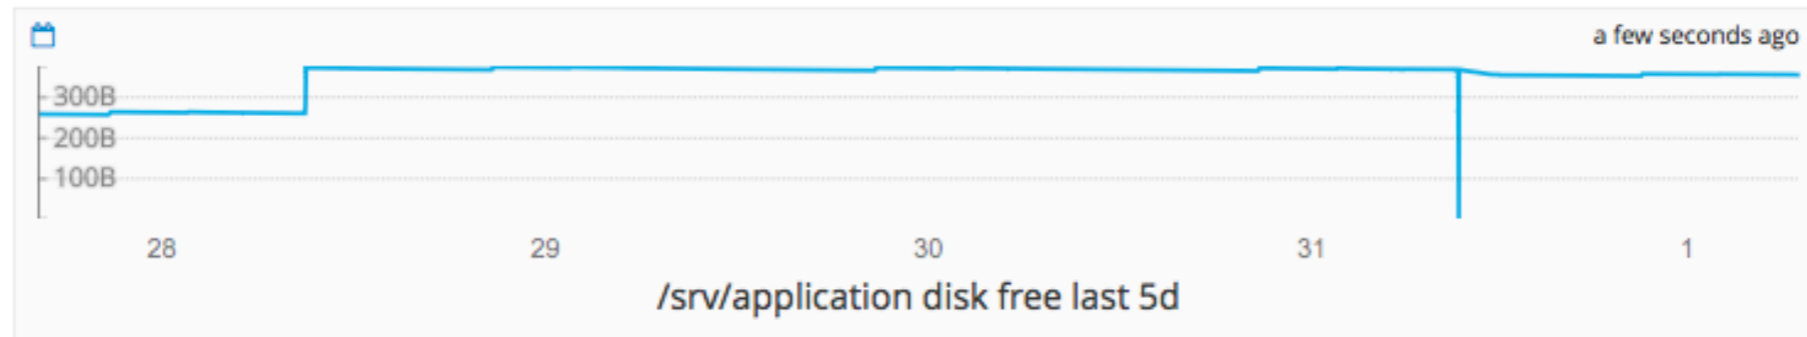 a few seconds ago
300B
200B
100B
28 29 30 31 1
/srv/application disk free last 5d